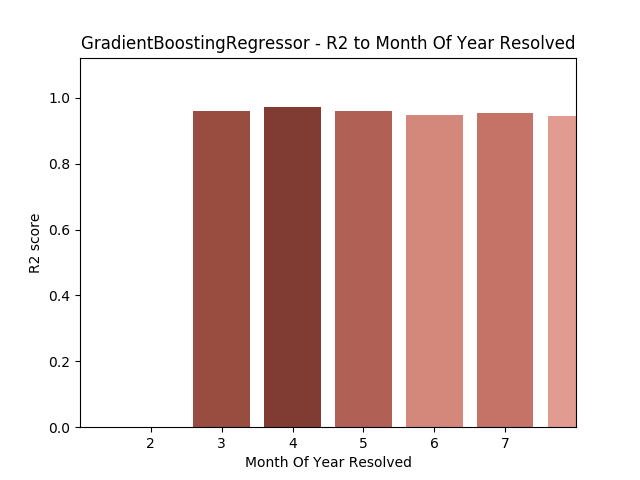 GradientBoostingRegressor - R2 to Month Of Year Resolved
1.0
0.8
0.6
0.4
0.2
0.0
R2 score
2 3 4 5 6 7
Month Of Year Resolved